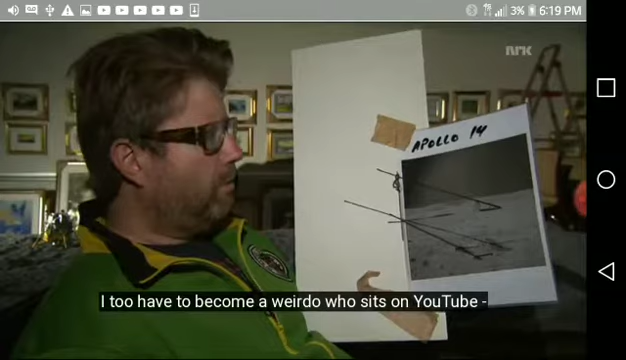 3% 6:19 PM
NRK
APOLLO 14
I too have to become a weirdo who sits on YouTube -